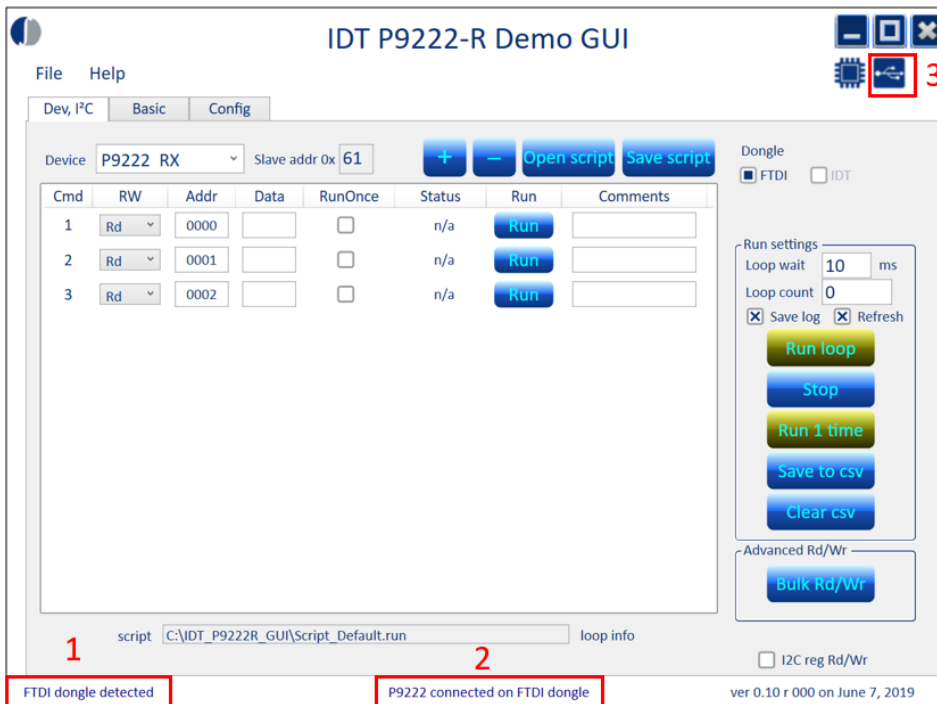 IDT P9222-R Demo GUI
File Help
3
Dev, I²C Basic Config
Device P9222 RX Slave addr 0x 61 + – Open script Save script
Dongle
FTDI IDT
Cmd RW Addr Data RunOnce Status Run Comments
1 Rd 0000 n/a Run
2 Rd 0001 n/a Run
3 Rd 0002 n/a Run
Run settings
Loop wait 10 ms
Loop count 0
Save log Refresh
Run loop
Stop
Run 1 time
Save to csv
Clear csv
Advanced Rd/Wr
Bulk Rd/Wr
script C:\IDT_P9222R_GUI\Script_Default.run loop info
I2C reg Rd/Wr
1 2
FTDI dongle detected P9222 connected on FTDI dongle ver 0.10 r 000 on June 7, 2019